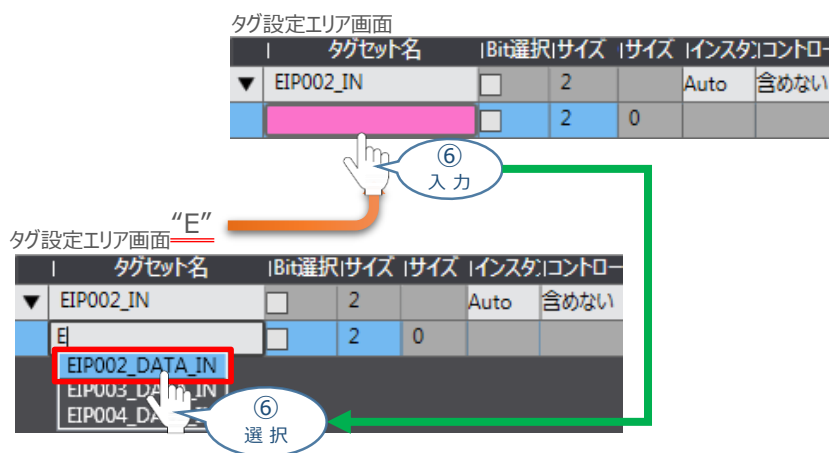 タグ設定エリア画面
タグセット名 Bit選択 サイズ サイズ インスタ コントロー
▼ EIP002_IN 2 Auto 含めない
2 0
⑥
入 力
“E”
タグ設定エリア画面
タグセット名 Bit選択 サイズ サイズ インスタ コントロー
▼ EIP002_IN 2 Auto 含めない
E 2 0
EIP002_DATA_IN
EIP003_DA IN
EIP004_DA
⑥
選 択